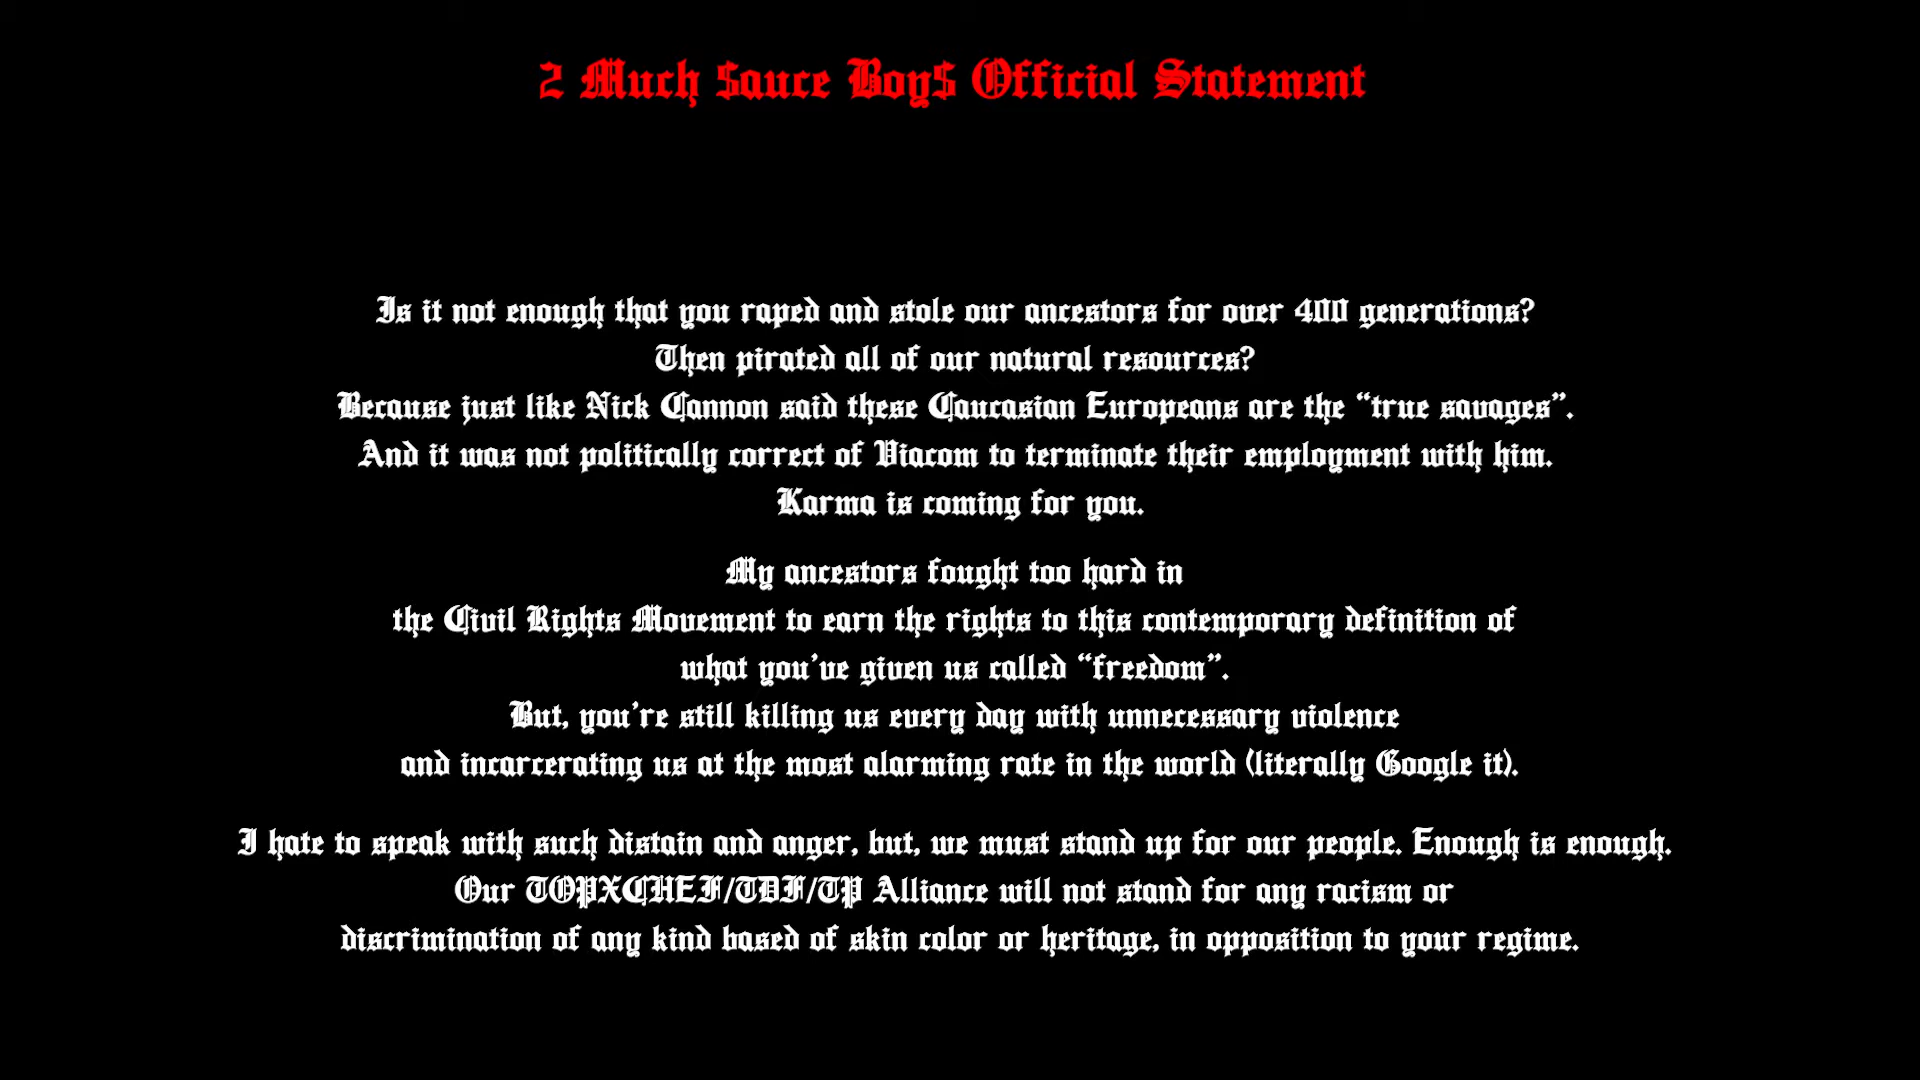 2 Much $auce Boy$ Official Statement
Is it not enough that you raped and stole our ancestors for over 400 generations?
Then pirated all of our natural resources?
Because just like Nick Cannon said these Caucasian Europeans are the “true savages”.
And it was not politically correct of Viacom to terminate their employment with him.
Karma is coming for you.
My ancestors fought too hard in
the Civil Rights Movement to earn the rights to this contemporary definition of
what you’ve given us called “freedom”.
But, you’re still killing us every day with unnecessary violence
and incarcerating us at the most alarming rate in the world (literally Google it).
I hate to speak with such distain and anger, but, we must stand up for our people. Enough is enough.
Our TOPXCHEF/TDF/TP Alliance will not stand for any racism or
discrimination of any kind based of skin color or heritage, in opposition to your regime.